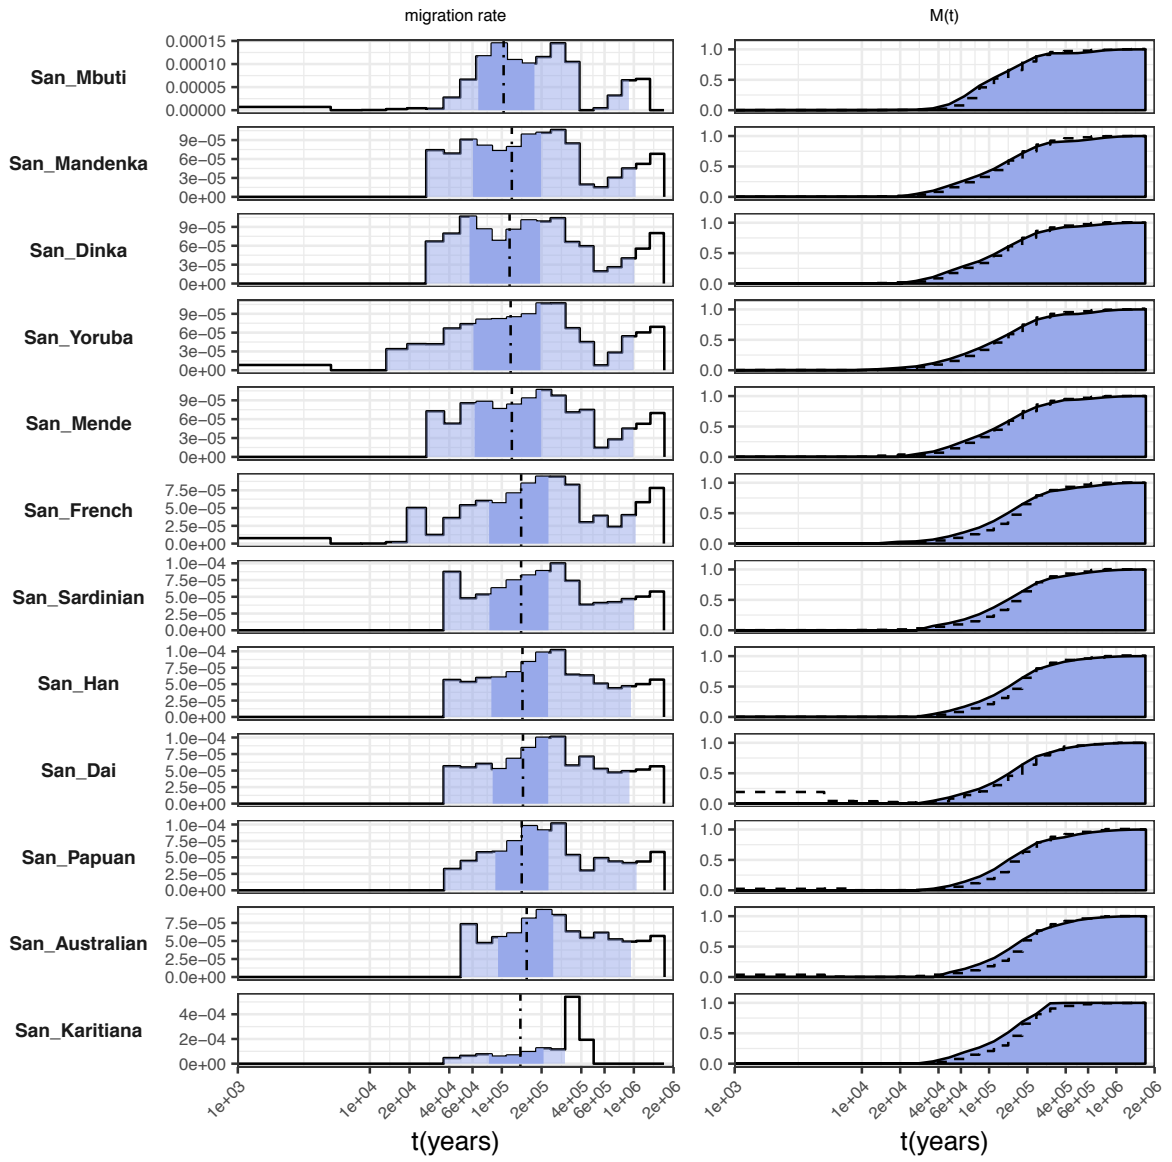 migration rate M(t)
San_Mbuti
0.00015
0.00010
0.00005
0.00000
1.0
0.5
0.0
San_Mandenka
9e−05
6e−05
3e−05
0e+00
1.0
0.5
0.0
San_Dinka
9e−05
6e−05
3e−05
0e+00
1.0
0.5
0.0
San_Yoruba
9e−05
6e−05
3e−05
0e+00
1.0
0.5
0.0
San_Mende
9e−05
6e−05
3e−05
0e+00
1.0
0.5
0.0
San_French
7.5e−05
5.0e−05
2.5e−05
0.0e+00
1.0
0.5
0.0
San_Sardinian
1.0e−04
7.5e−05
5.0e−05
2.5e−05
0.0e+00
1.0
0.5
0.0
San_Han
1.0e−04
7.5e−05
5.0e−05
2.5e−05
0.0e+00
1.0
0.5
0.0
San_Dai
1.0e−04
7.5e−05
5.0e−05
2.5e−05
0.0e+00
1.0
0.5
0.0
San_Papuan
1.0e−04
7.5e−05
5.0e−05
2.5e−05
0.0e+00
1.0
0.5
0.0
San_Australian
7.5e−05
5.0e−05
2.5e−05
0.0e+00
1.0
0.5
0.0
San_Karitiana
4e−04
2e−04
0e+00
1.0
0.5
0.0
1e+03 1e+04 2e+04 4e+04 6e+04 1e+05 2e+05 4e+05 6e+05 1e+06 2e+06
1e+03 1e+04 2e+04 4e+04 6e+04 1e+05 2e+05 4e+05 6e+05 1e+06 2e+06
t(years) t(years)